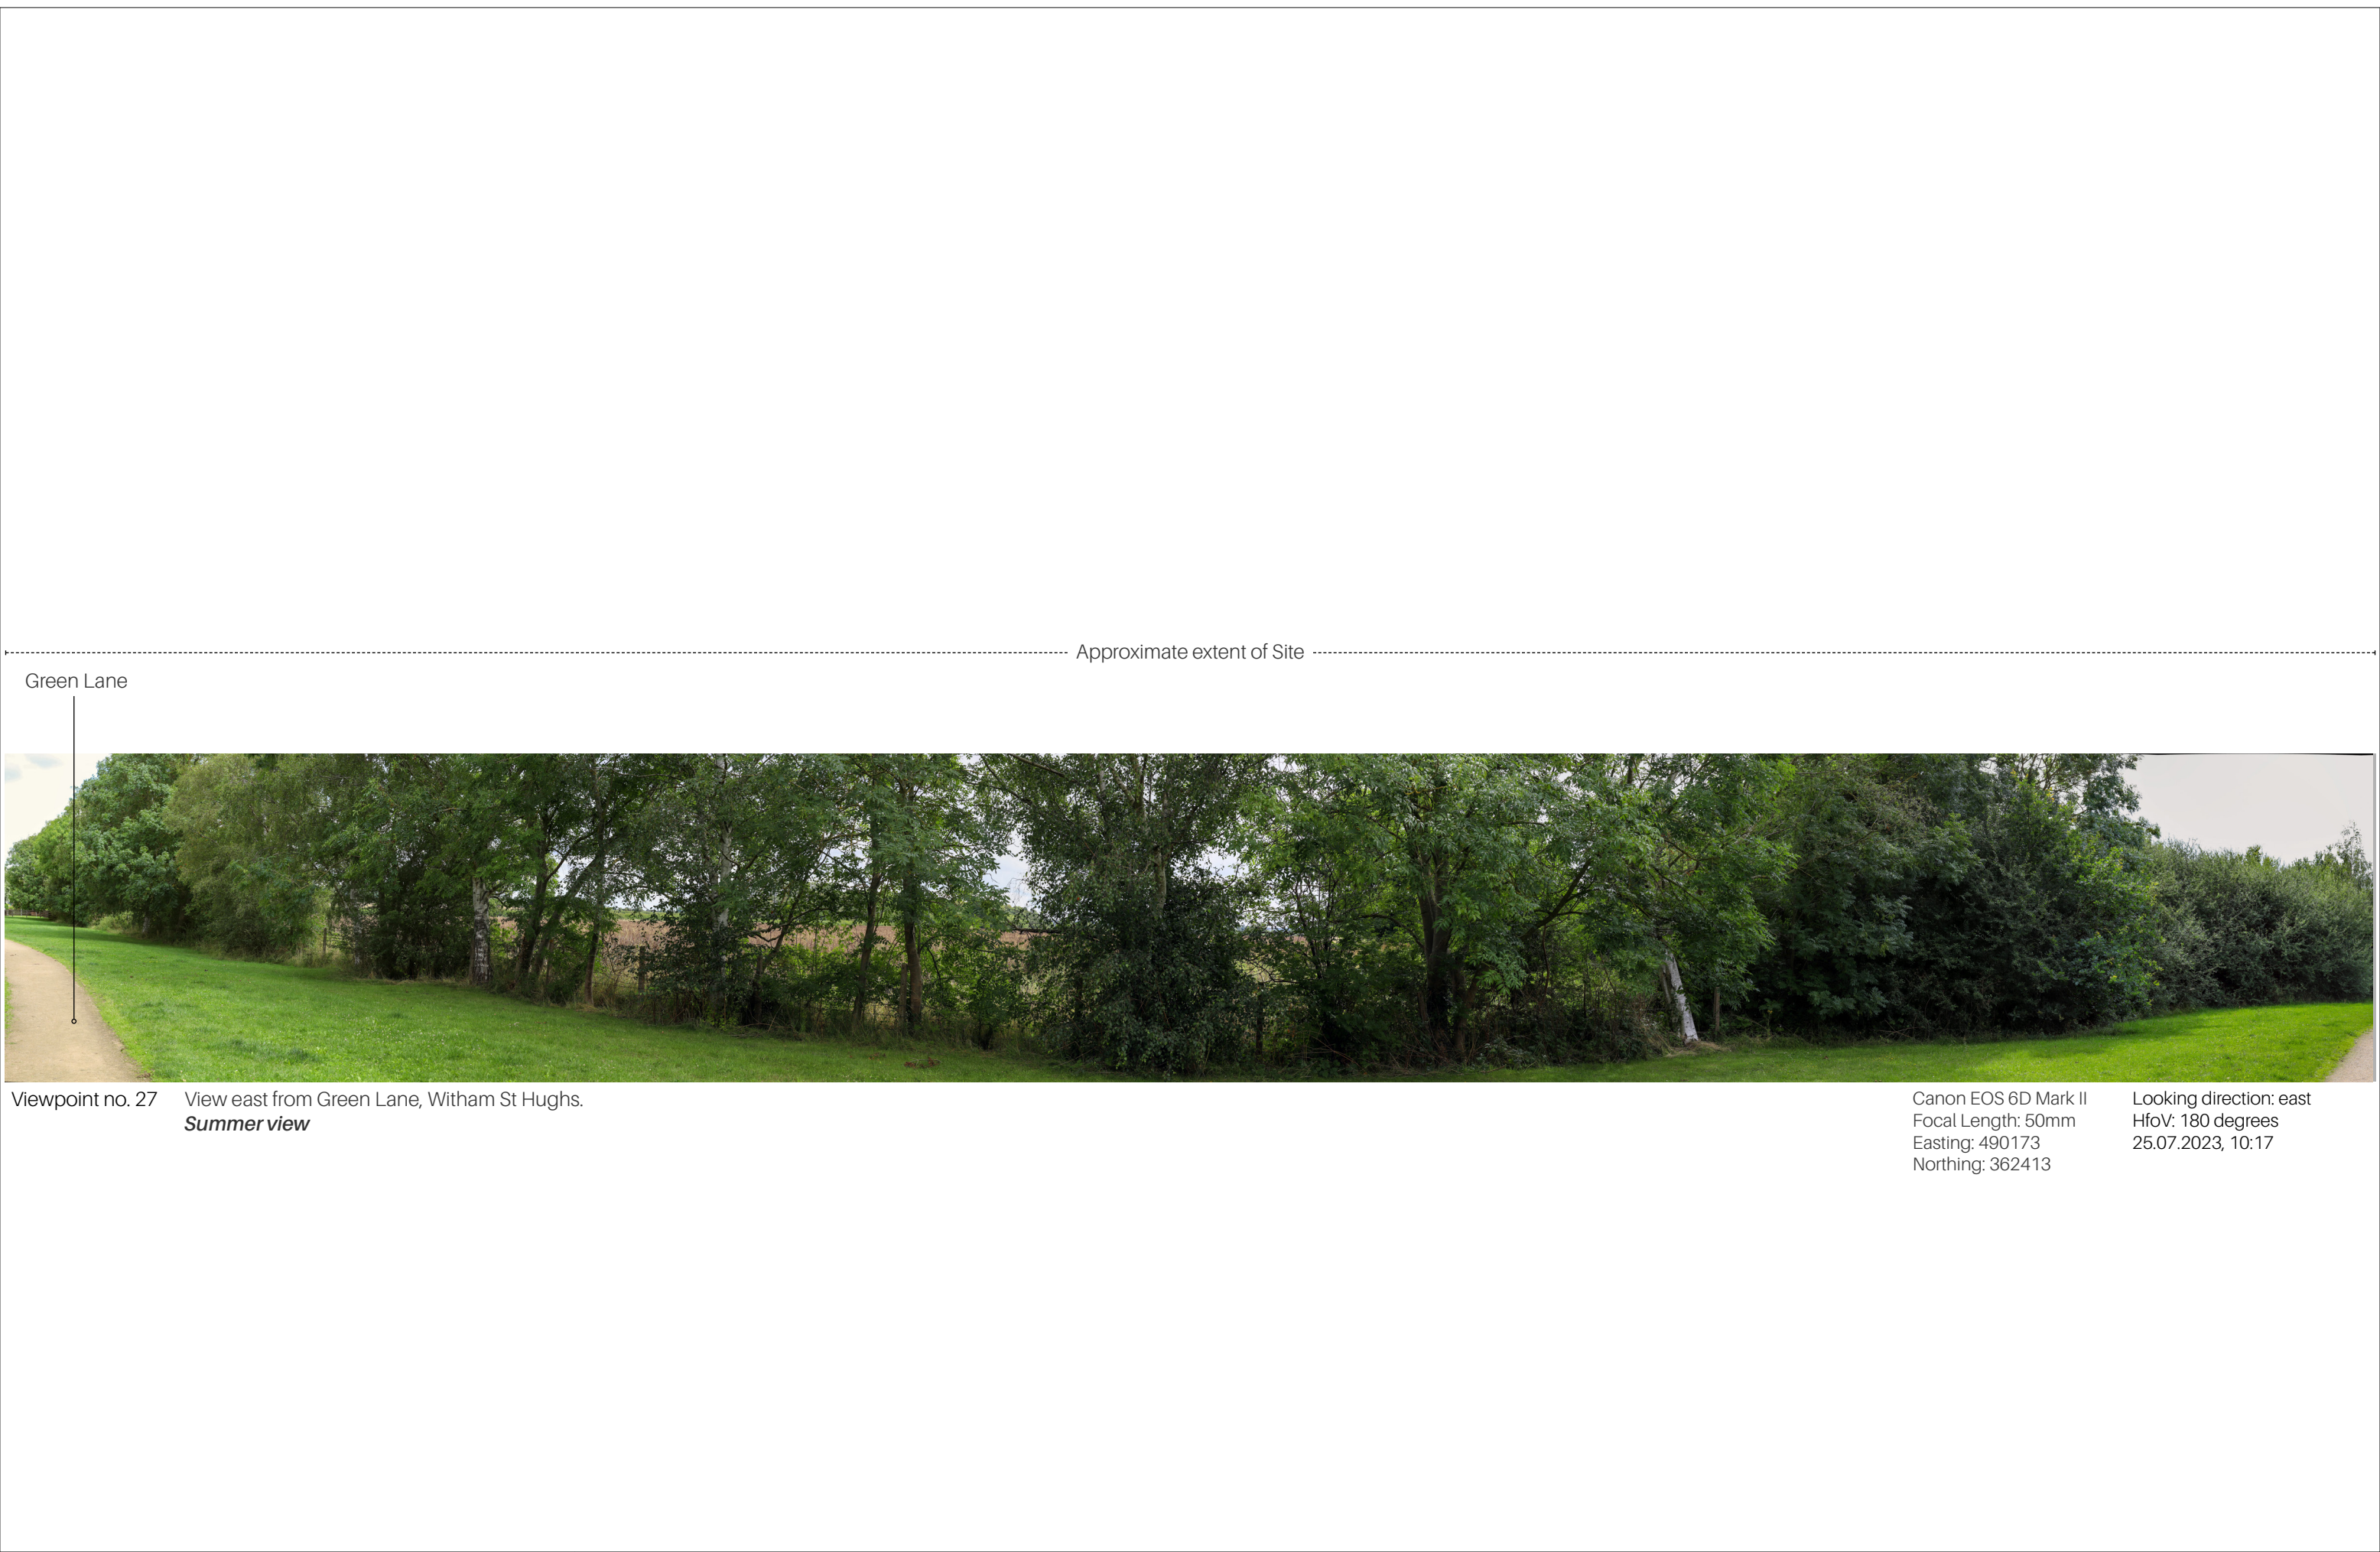 Approximate extent of Site
Green Lane
Viewpoint no. 27
View east from Green Lane, Witham St Hughs.
Summer view
Canon EOS 6D Mark II
Focal Length: 50mm
Easting: 490173
Northing: 362413
Looking direction: east
HfoV: 180 degrees
25.07.2023, 10:17